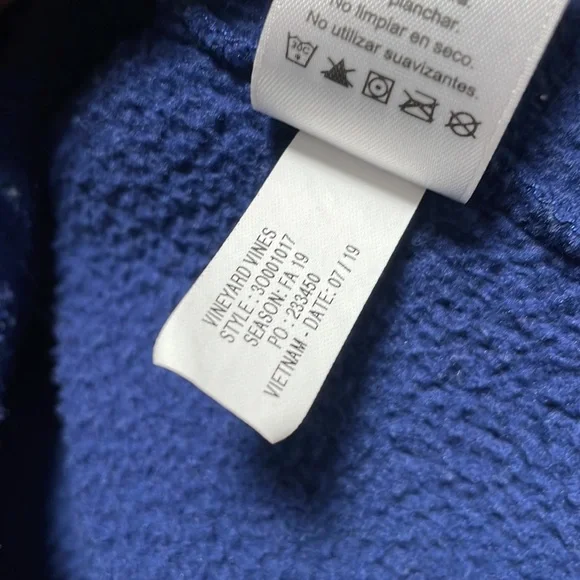 planchar.
No limpiar en seco.
No utilizar suavizantes.
30C
VINEYARD VINES
STYLE : 3O001017
SEASON: FA 19
PO : 233450
VIETNAM - DATE: 07 / 19